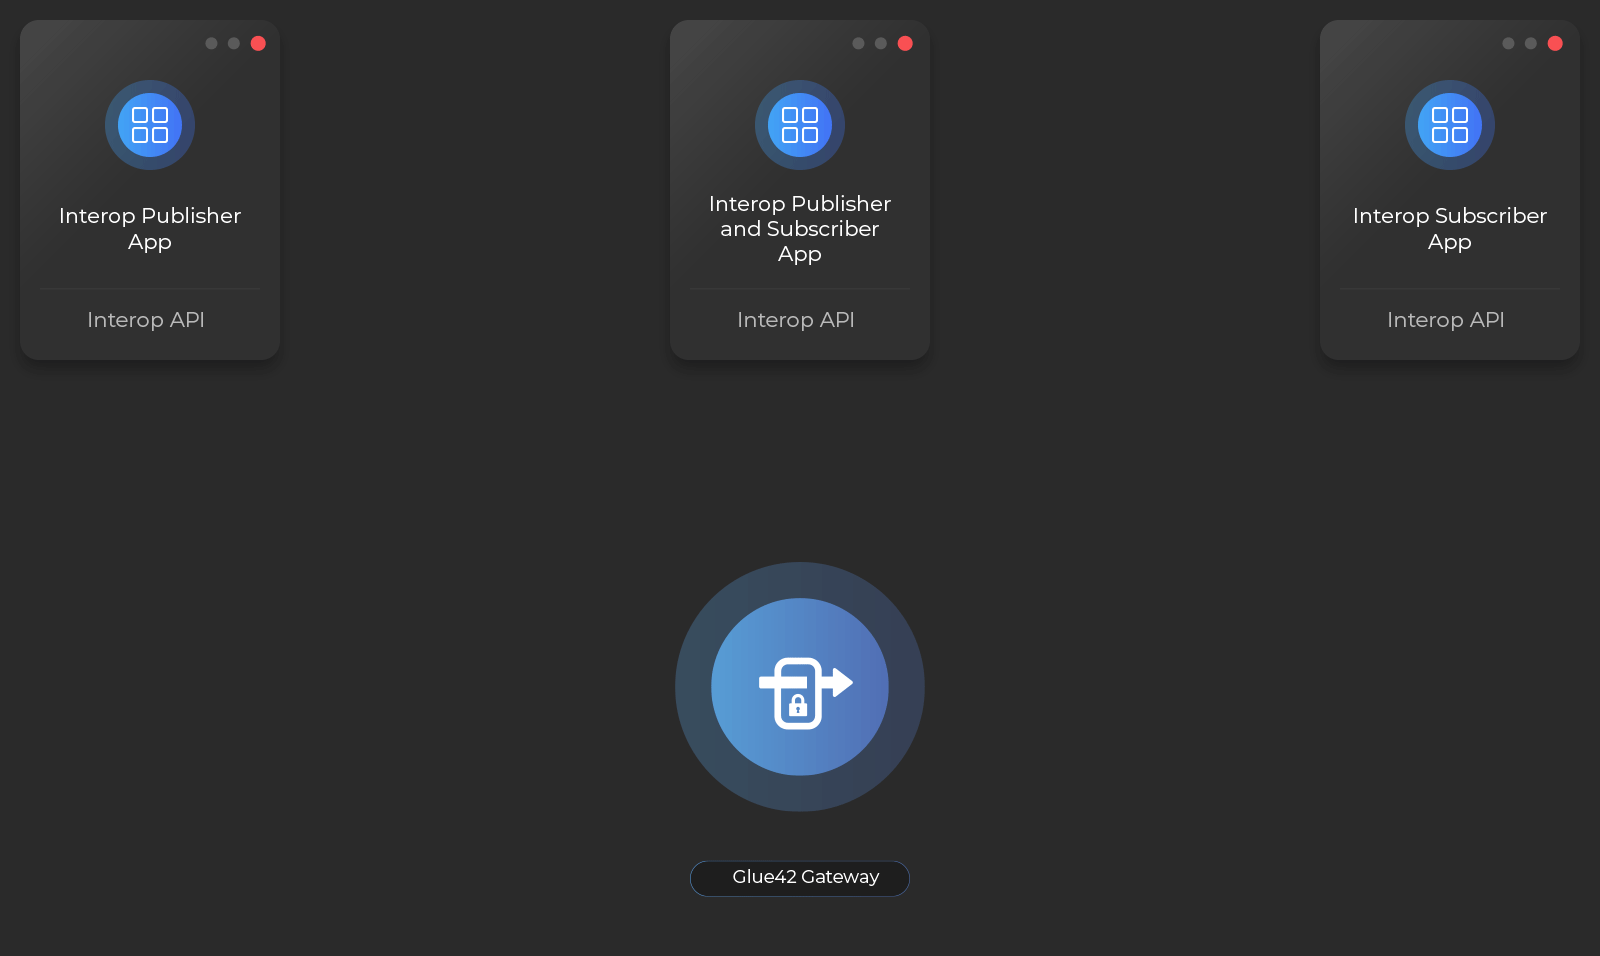 Interop Publisher
App
Interop API
Interop Publisher
and Subscriber
App
Interop API
Interop Subscriber
App
Interop API
Glue42 Gateway